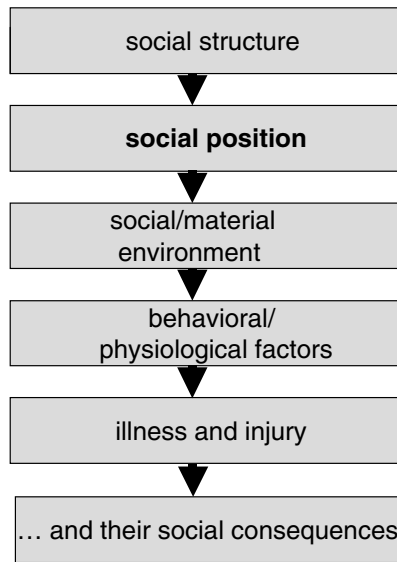 social structure
social position
social/material
environment
behavioral/
physiological factors
illness and injury
… and their social consequences